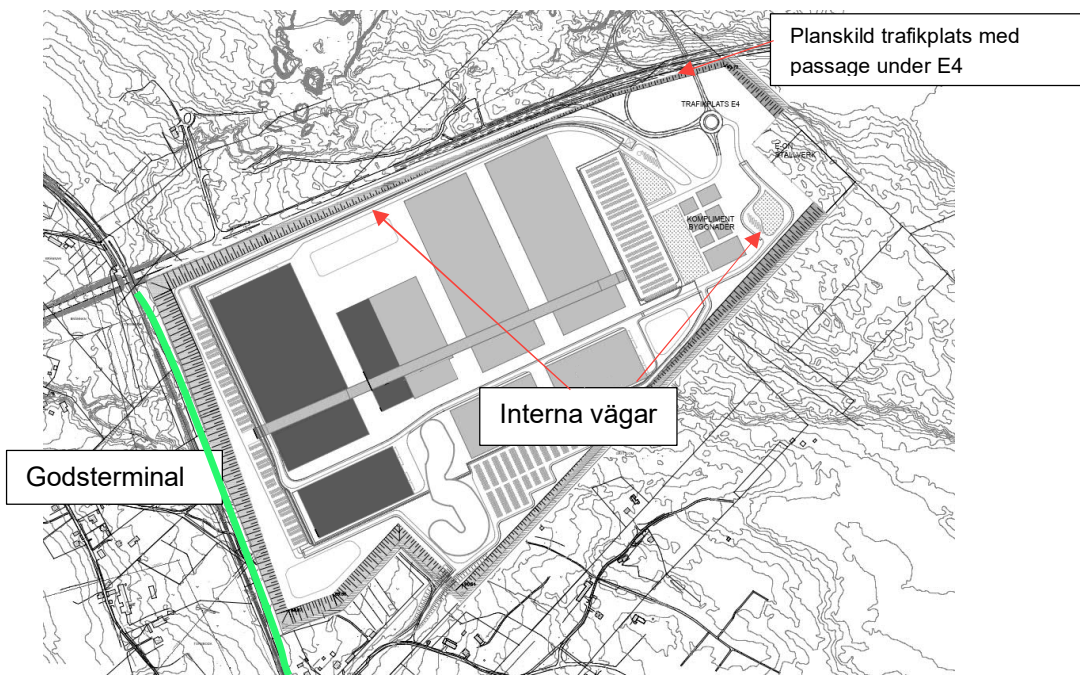 Planskild trafikplats med
passage under E4
TRAFIKPLATS E4
E-ON
STÄLLVERK
KOMPLIMENT
BYGGNADER
Interna vägar
Godsterminal